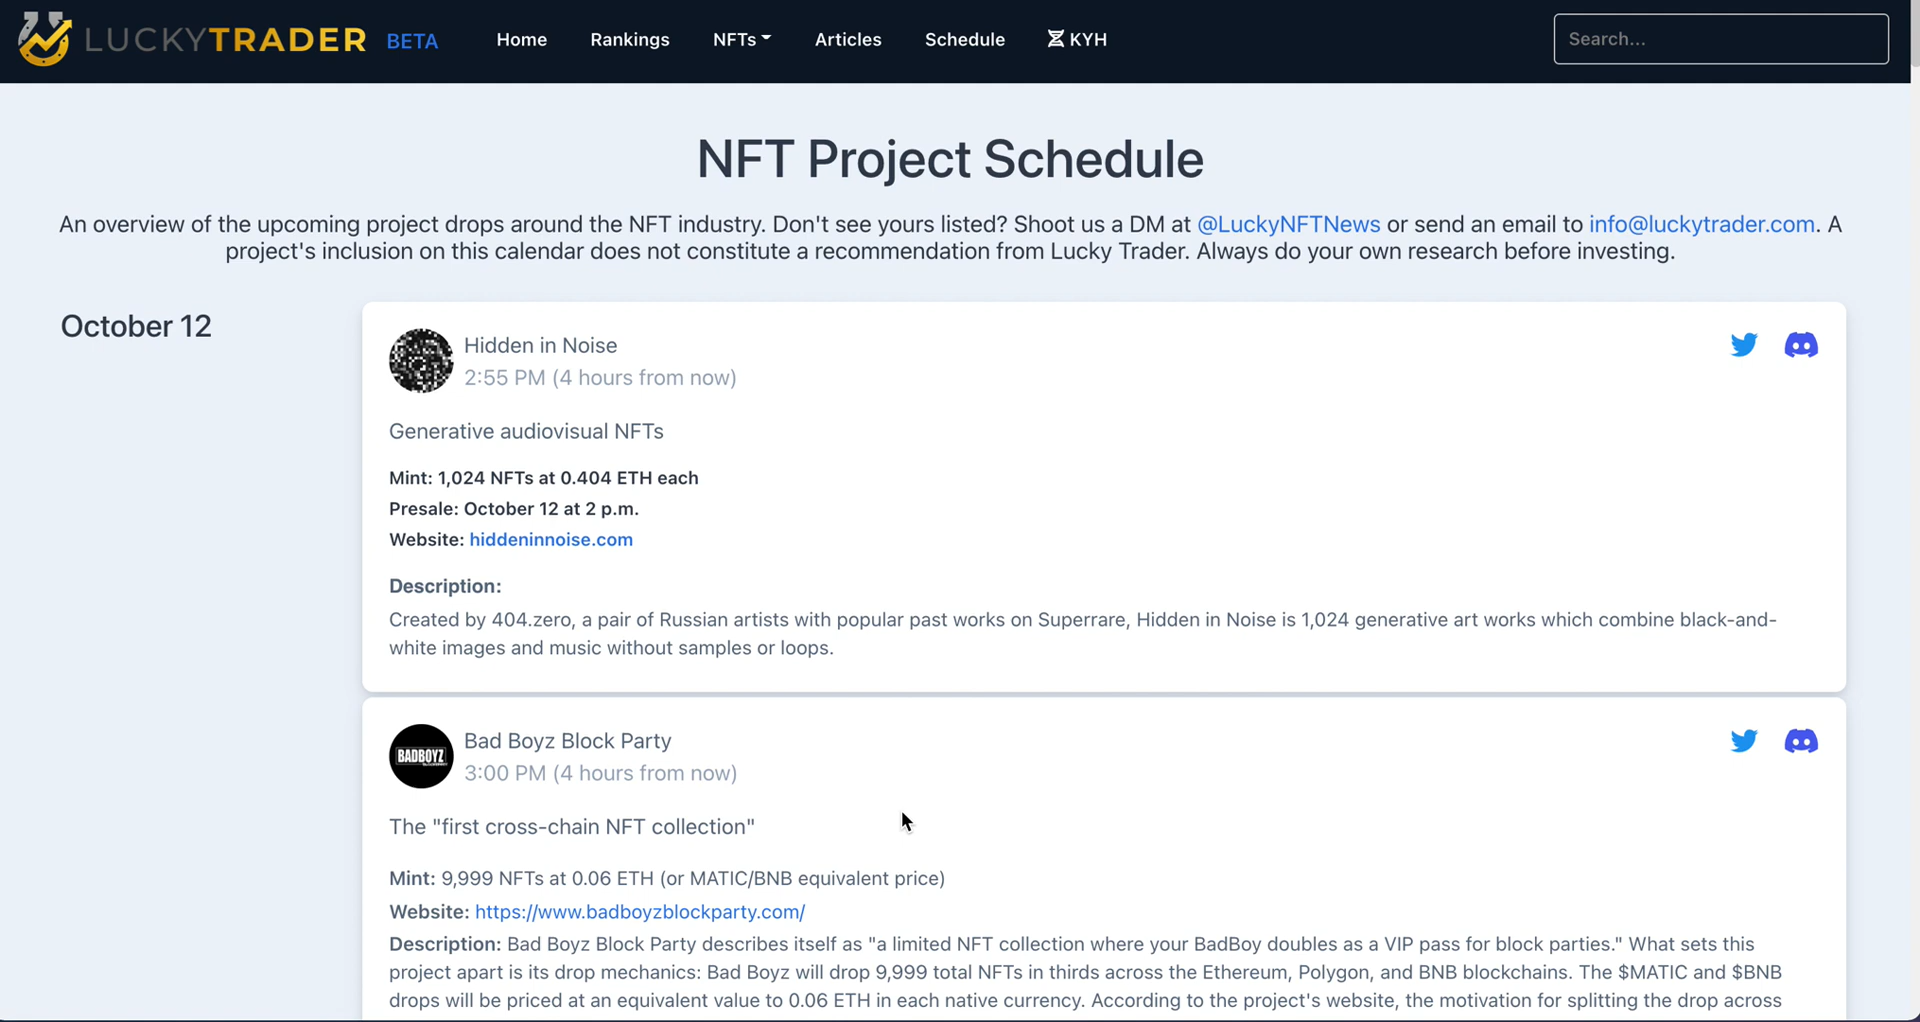 LUCKYTRADER BETA Home Rankings NFTs Articles Schedule KYH Search...
NFT Project Schedule
An overview of the upcoming project drops around the NFT industry. Don't see yours listed? Shoot us a DM at @LuckyNFTNews or send an email to info@luckytrader.com. A
project's inclusion on this calendar does not constitute a recommendation from Lucky Trader. Always do your own research before investing.
October 12
Hidden in Noise
2:55 PM (4 hours from now)
Generative audiovisual NFTs
Mint: 1,024 NFTs at 0.404 ETH each
Presale: October 12 at 2 p.m.
Website: hiddeninnoise.com
Description:
Created by 404.zero, a pair of Russian artists with popular past works on Superrare, Hidden in Noise is 1,024 generative art works which combine black-and-
white images and music without samples or loops.
BADBOYZ
Bad Boyz Block Party
3:00 PM (4 hours from now)
The "first cross-chain NFT collection"
Mint: 9,999 NFTs at 0.06 ETH (or MATIC/BNB equivalent price)
Website: https://www.badboyzblockparty.com/
Description: Bad Boyz Block Party describes itself as "a limited NFT collection where your BadBoy doubles as a VIP pass for block parties." What sets this
project apart is its drop mechanics: Bad Boyz will drop 9,999 total NFTs in thirds across the Ethereum, Polygon, and BNB blockchains. The $MATIC and $BNB
drops will be priced at an equivalent value to 0.06 ETH in each native currency. According to the project's website, the motivation for splitting the drop across